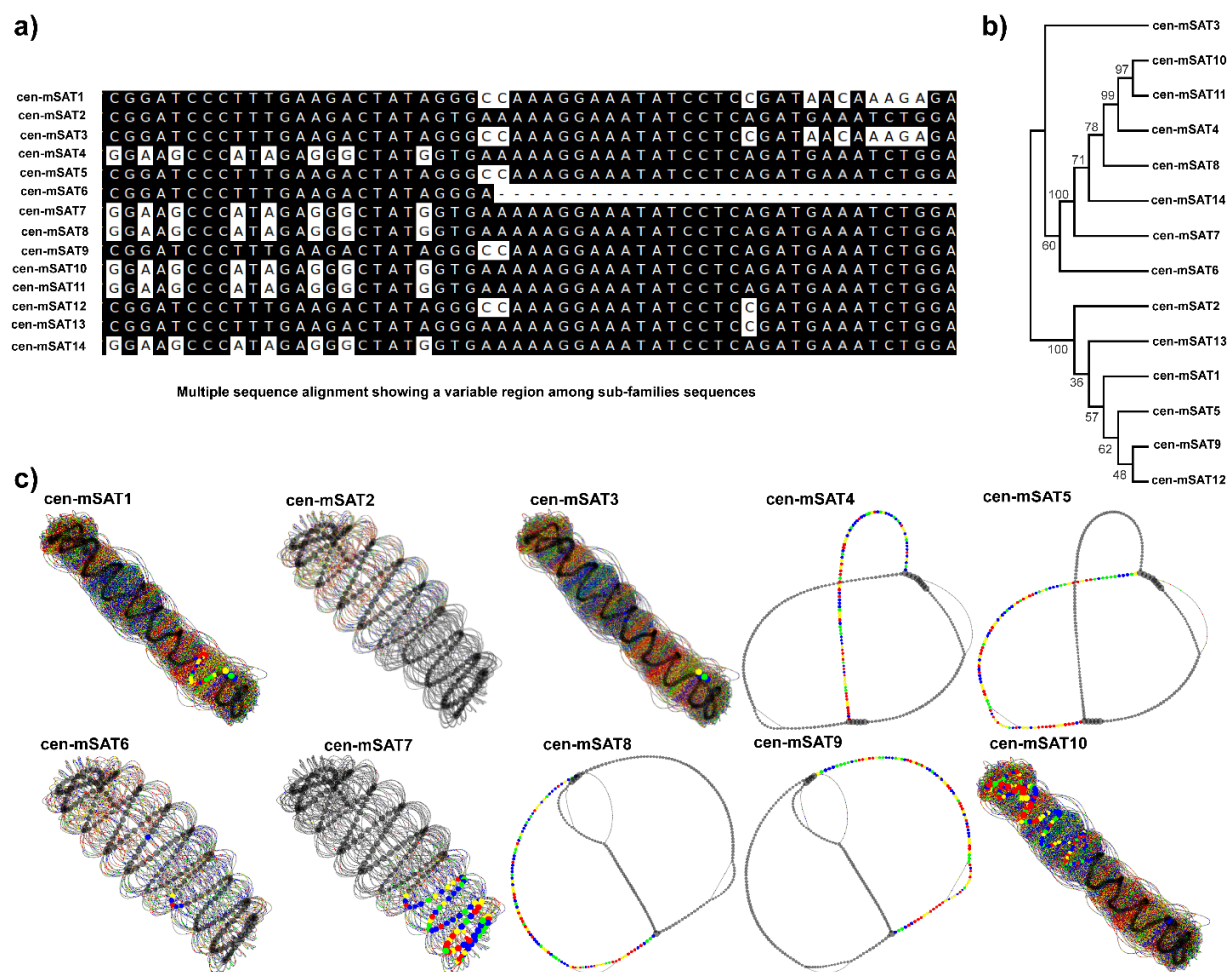 a)
cen-mSAT1 CGGATCCCTTTGAAGACTATAGGGCCAAAGGAAATATCCTCCGATAACAAAGAGA
cen-mSAT2 CGGATCCCTTTGAAGACTATAGTGAAAAAGGAAATATCCTCAGATGAAATCTGGA
cen-mSAT3 CGGATCCCTTTGAAGACTATAGGGCCAAAGGAAATATCCTCCGATAACAAAGAGA
cen-mSAT4 GGAAGCCCATAGAGGGCTATGGTGAAAAAGGAAATATCCTCAGATGAAATCTGGA
cen-mSAT5 CGGATCCCTTTGAAGACTATAGGGCCAAAGGAAATATCCTCAGATGAAATCTGGA
cen-mSAT6 CGGATCCCTTTGAAGACTATAGGGA------------------------------
cen-mSAT7 GGAAGCCCATAGAGGGCTATGGTGAAAAAGGAAATATCCTCAGATGAAATCTGGA
cen-mSAT8 GGAAGCCCATAGAGGGCTATGGTGAAAAAGGAAATATCCTCAGATGAAATCTGGA
cen-mSAT9 CGGATCCCTTTGAAGACTATAGGGCCAAAGGAAATATCCTCAGATGAAATCTGGA
cen-mSAT10 GGAAGCCCATAGAGGGCTATGGTGAAAAAGGAAATATCCTCAGATGAAATCTGGA
cen-mSAT11 GGAAGCCCATAGAGGGCTATGGTGAAAAAGGAAATATCCTCAGATGAAATCTGGA
cen-mSAT12 CGGATCCCTTTGAAGACTATAGGGCCAAAGGAAATATCCTCCGATGAAATCTGGA
cen-mSAT13 CGGATCCCTTTGAAGACTATAGGGAAAAAGGAAATATCCTCCGATGAAATCTGGA
cen-mSAT14 GGAAGCCCATAGAGGGCTATGGTGAAAAAGGAAATATCCTCAGATGAAATCTGGA
Multiple sequence alignment showing a variable region among sub-families sequences
b)
cen-mSAT3
cen-mSAT10
97
cen-mSAT11
99
cen-mSAT4
78
cen-mSAT8
71
cen-mSAT14
100
cen-mSAT7
60
cen-mSAT6
cen-mSAT2
100
cen-mSAT13
36
cen-mSAT1
57
cen-mSAT5
62
cen-mSAT9
48
cen-mSAT12
c)
cen-mSAT1
cen-mSAT2
cen-mSAT3
cen-mSAT4
cen-mSAT5
cen-mSAT6
cen-mSAT7
cen-mSAT8
cen-mSAT9
cen-mSAT10